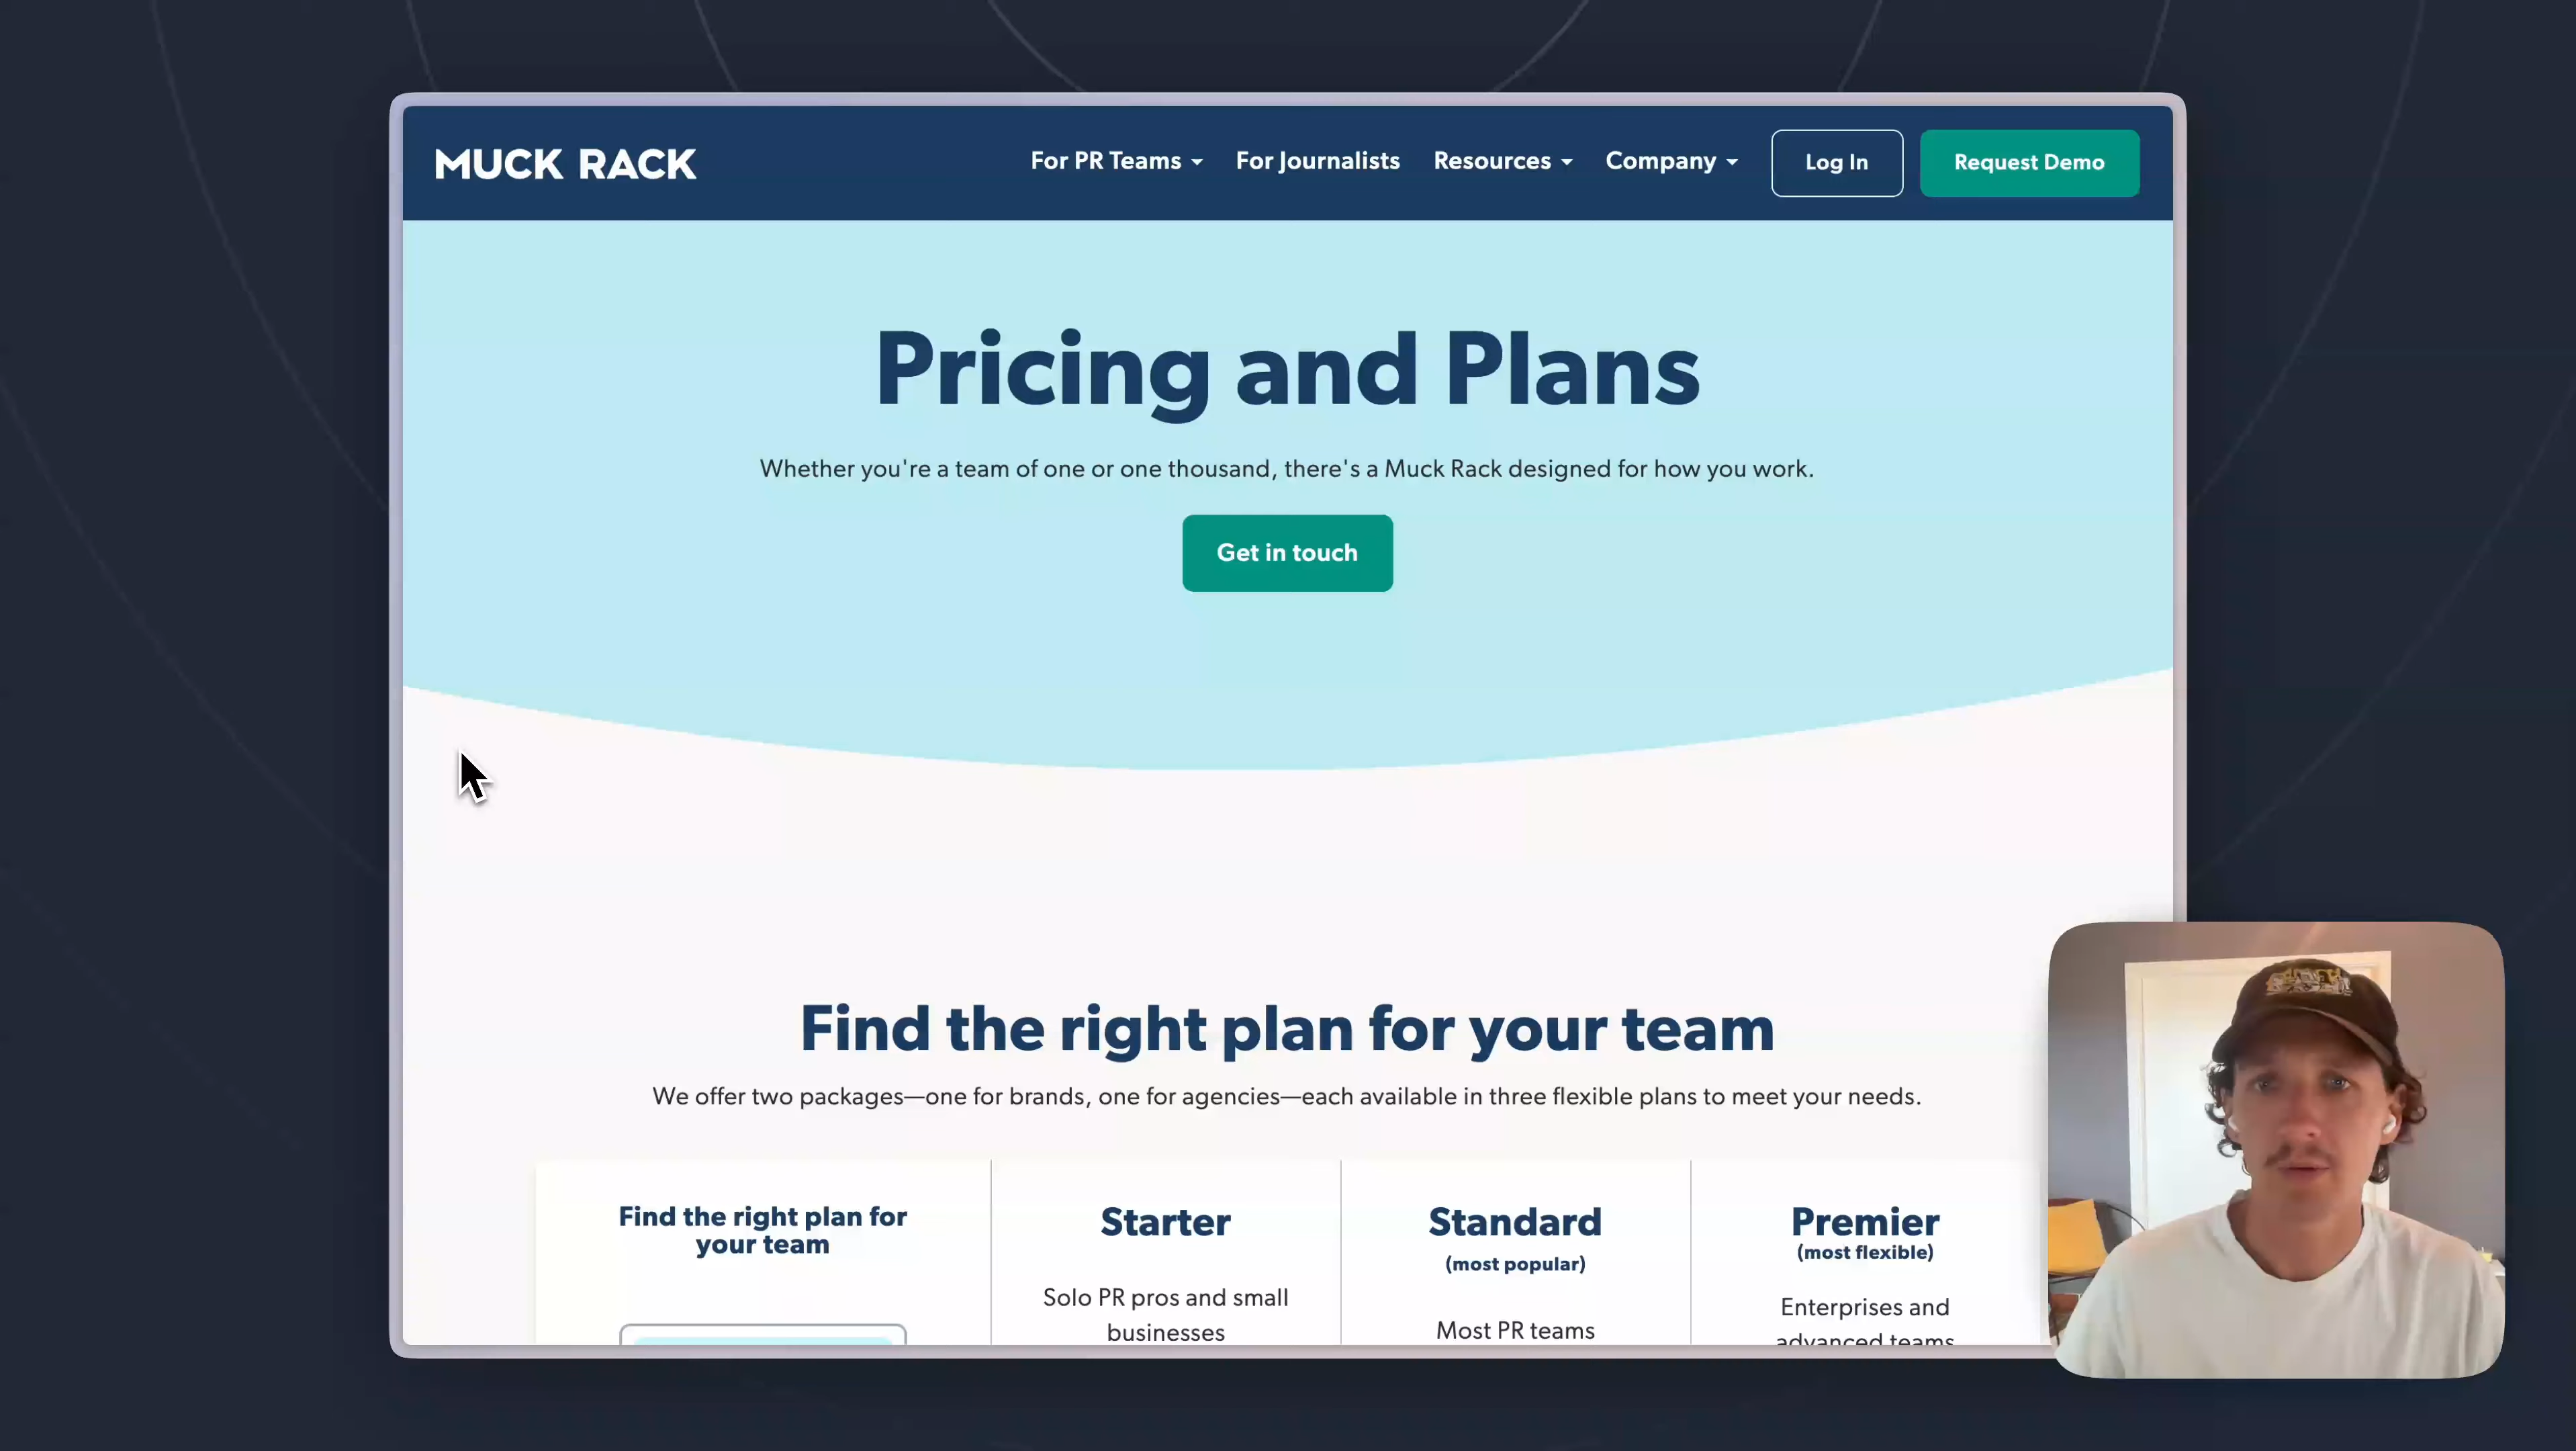 MUCK RACK
For PR Teams
For Journalists
Resources
Company
Log In
Request Demo
Pricing and Plans
Whether you're a team of one or one thousand, there's a Muck Rack designed for how you work.
Get in touch
Find the right plan for your team
We offer two packages—one for brands, one for agencies—each available in three flexible plans to meet your needs.
Find the right plan for
your team
Starter
Solo PR pros and small
businesses
Standard
(most popular)
Most PR teams
Premier
(most flexible)
Enterprises and
advanced teams